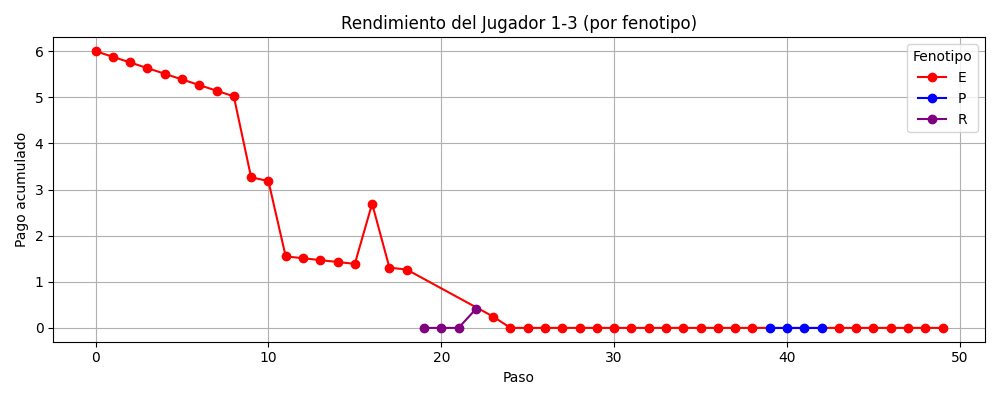 Rendimiento del Jugador 1-3 (por fenotipo)
Pago acumulado
6
5
4
3
2
1
0
Fenotipo
E
P
R
0 10 20 30 40 50
Paso